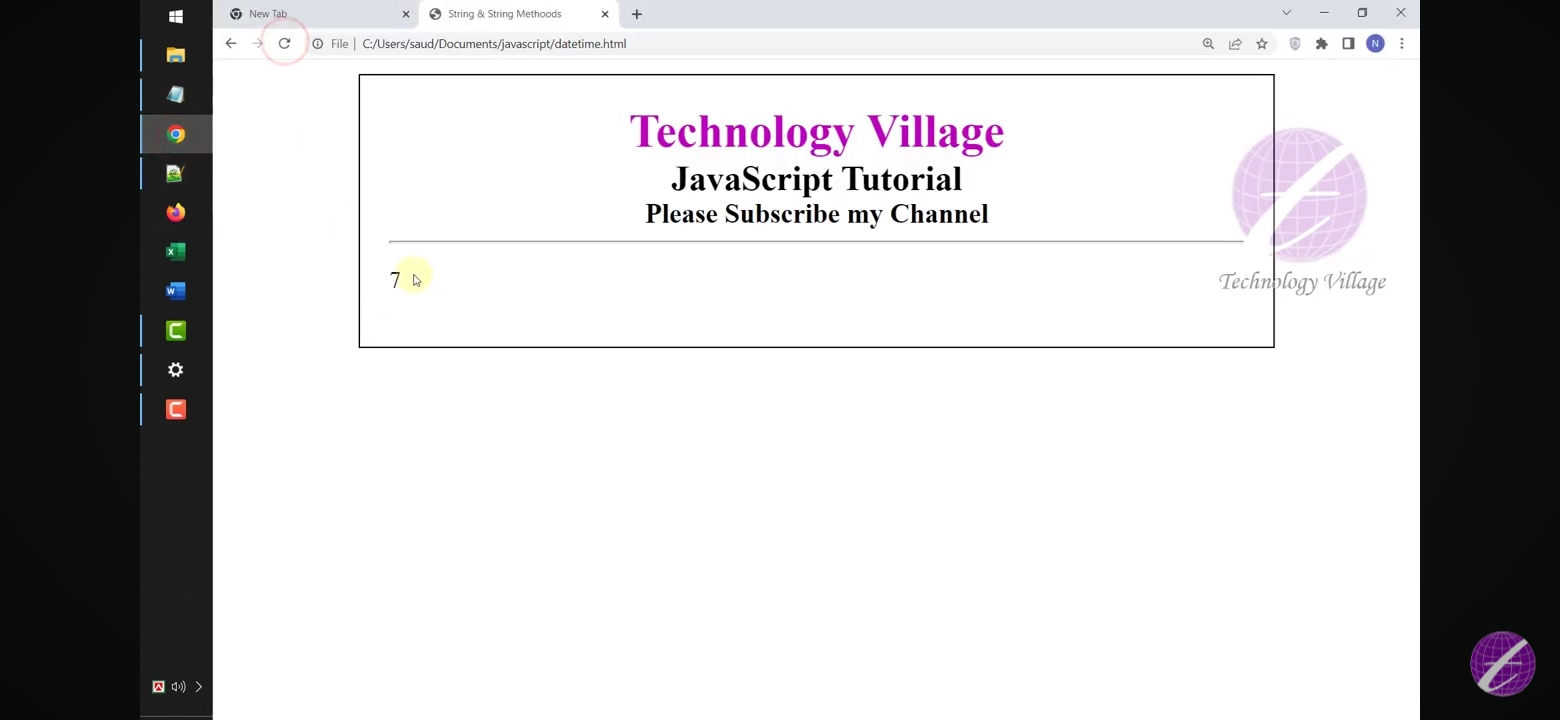 New Tab
String & String Methoods
File
C:/Users/saud/Documents/javascript/datetime.html
N
Technology Village
JavaScript Tutorial
Please Subscribe my Channel
7
Technology Village